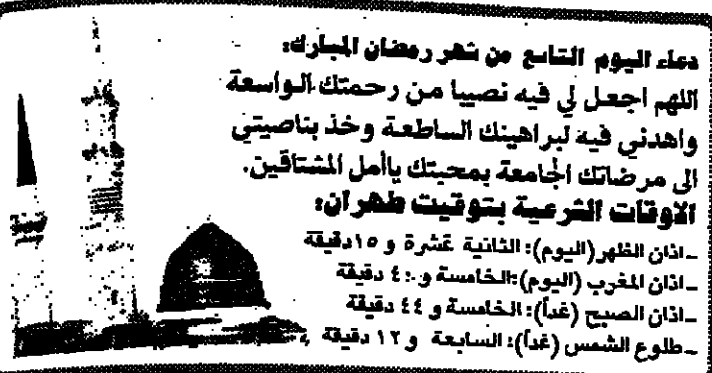 دعاء اليوم التاسع من شهر رمضان المبارك:
اللهم اجعل لي فيه نصيبا من رحمتك الواسعة
واهدني فيه لبراهينك الساطعة وخذ بناصيتي
الى مرضاتك الجامعة بمحبتك ياأمل المشتاقين.
الاوقات الشرعية بتوقيت طهران:
ـ اذان الظهر (اليوم): الثانية عشرة و ١٥ دقيقة
ـ اذان المغرب (اليوم): الخامسة و ٤٠ دقيقة
ـ اذان الصبح (غداً): الخامسة و ٤٤ دقيقة
ـ طلوع الشمس (غداً): السابعة و ١٢ دقيقة